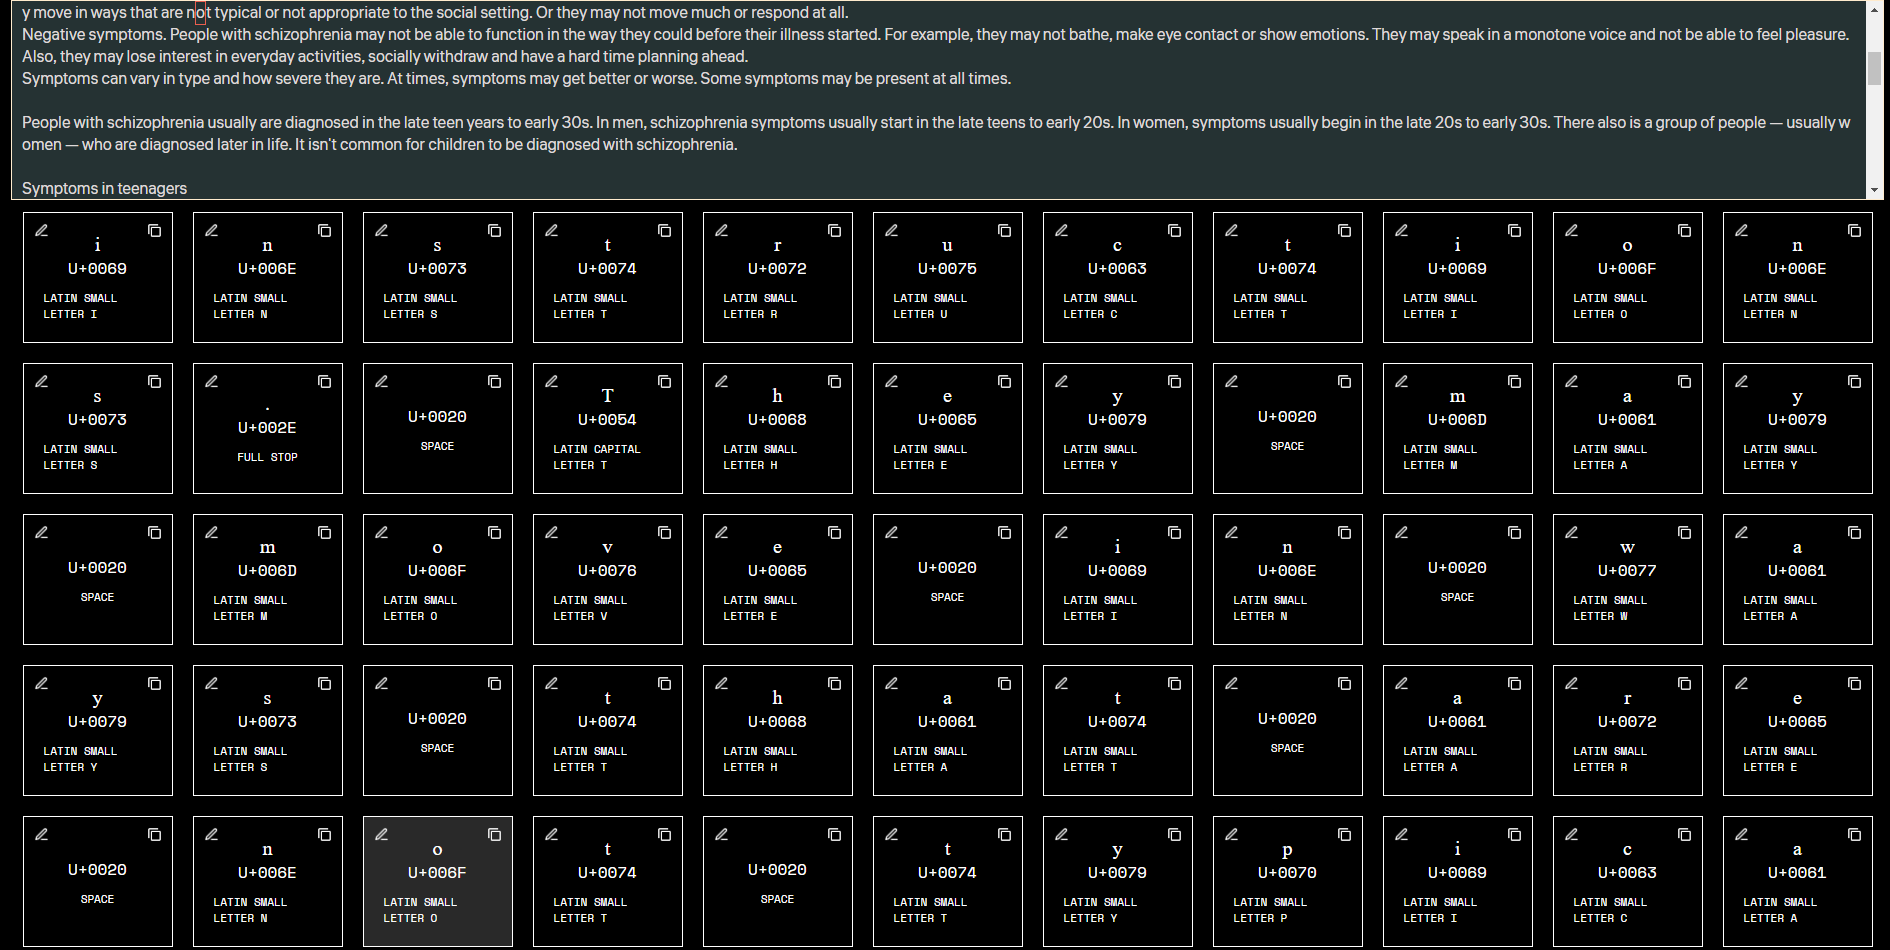 y move in ways that are not typical or not appropriate to the social setting. Or they may not move much or respond at all.
Negative symptoms. People with schizophrenia may not be able to function in the way they could before their illness started. For example, they may not bathe, make eye contact or show emotions. They may speak in a monotone voice and not be able to feel pleasure.
Also, they may lose interest in everyday activities, socially withdraw and have a hard time planning ahead.
Symptoms can vary in type and how severe they are. At times, symptoms may get better or worse. Some symptoms may be present at all times.
People with schizophrenia usually are diagnosed in the late teen years to early 30s. In men, schizophrenia symptoms usually start in the late teens to early 20s. In women, symptoms usually begin in the late 20s to early 30s. There also is a group of people — usually w
omen — who are diagnosed later in life. It isn't common for children to be diagnosed with schizophrenia.
Symptoms in teenagers
i n s t r u c t i o n
U+0069 U+006E U+0073 U+0074 U+0072 U+0075 U+0063 U+0074 U+0069 U+006F U+006E
LATIN SMALL LATIN SMALL LATIN SMALL LATIN SMALL LATIN SMALL LATIN SMALL LATIN SMALL LATIN SMALL LATIN SMALL LATIN SMALL LATIN SMALL
LETTER I LETTER N LETTER S LETTER T LETTER R LETTER U LETTER C LETTER T LETTER I LETTER O LETTER N
s . T h e y m a y
U+0073 U+002E U+0020 U+0054 U+0068 U+0065 U+0079 U+0020 U+006D U+0061 U+0079
LATIN SMALL FULL STOP SPACE LATIN CAPITAL LATIN SMALL LATIN SMALL LATIN SMALL SPACE LATIN SMALL LATIN SMALL LATIN SMALL
LETTER S LETTER T LETTER H LETTER E LETTER Y LETTER M LETTER A LETTER Y
m o v e i n w a
U+0020 U+006D U+006F U+0076 U+0065 U+0020 U+0069 U+006E U+0020 U+0077 U+0061
SPACE LATIN SMALL LATIN SMALL LATIN SMALL LATIN SMALL SPACE LATIN SMALL LATIN SMALL SPACE LATIN SMALL LATIN SMALL
LETTER M LETTER O LETTER V LETTER E LETTER I LETTER N LETTER W LETTER A
y s t h a t a r e
U+0079 U+0073 U+0020 U+0074 U+0068 U+0061 U+0074 U+0020 U+0061 U+0072 U+0065
LATIN SMALL LATIN SMALL SPACE LATIN SMALL LATIN SMALL LATIN SMALL LATIN SMALL SPACE LATIN SMALL LATIN SMALL LATIN SMALL
LETTER Y LETTER S LETTER T LETTER H LETTER A LETTER T LETTER A LETTER R LETTER E
n o t t y p i c a
U+0020 U+006E U+006F U+0074 U+0020 U+0074 U+0079 U+0070 U+0069 U+0063 U+0061
SPACE LATIN SMALL LATIN SMALL LATIN SMALL SPACE LATIN SMALL LATIN SMALL LATIN SMALL LATIN SMALL LATIN SMALL LATIN SMALL
LETTER N LETTER O LETTER T LETTER T LETTER Y LETTER P LETTER I LETTER C LETTER A